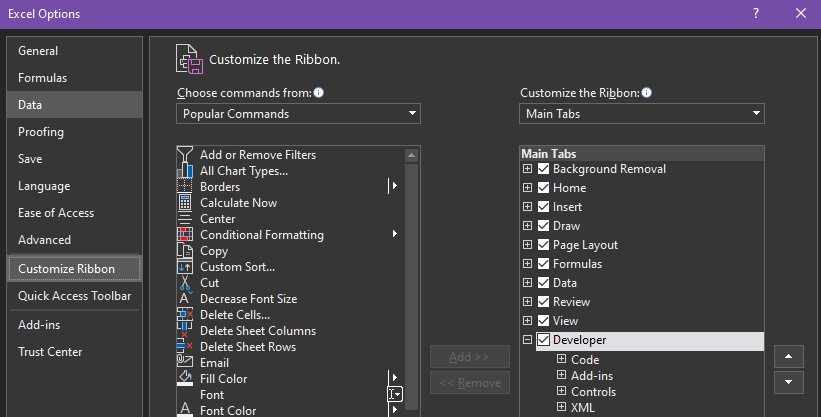 Excel Options
?
General
Formulas
Data
Proofing
Save
Language
Ease of Access
Advanced
Customize Ribbon
Quick Access Toolbar
Add-ins
Trust Center
Customize the Ribbon.
Choose commands from:
Popular Commands
Add or Remove Filters
All Chart Types...
Borders
Calculate Now
Center
Conditional Formatting
Copy
Custom Sort...
Cut
Decrease Font Size
Delete Cells...
Delete Sheet Columns
Delete Sheet Rows
Email
Fill Color
Font
Font Color
Add >>
<< Remove
Customize the Ribbon:
Main Tabs
Main Tabs
Background Removal
Home
Insert
Draw
Page Layout
Formulas
Data
Review
View
Developer
Code
Add-ins
Controls
XML